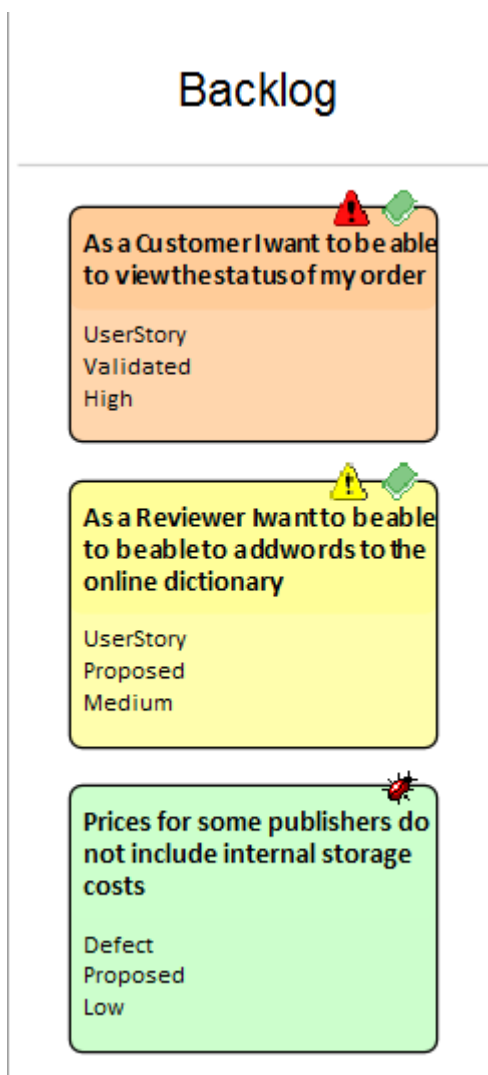 Backlog
As a Customer I want to be able
to view the status of my order
UserStory
Validated
High
As a Reviewer I want to be able
to be able to add words to the
online dictionary
UserStory
Proposed
Medium
Prices for some publishers do
not include internal storage
costs
Defect
Proposed
Low